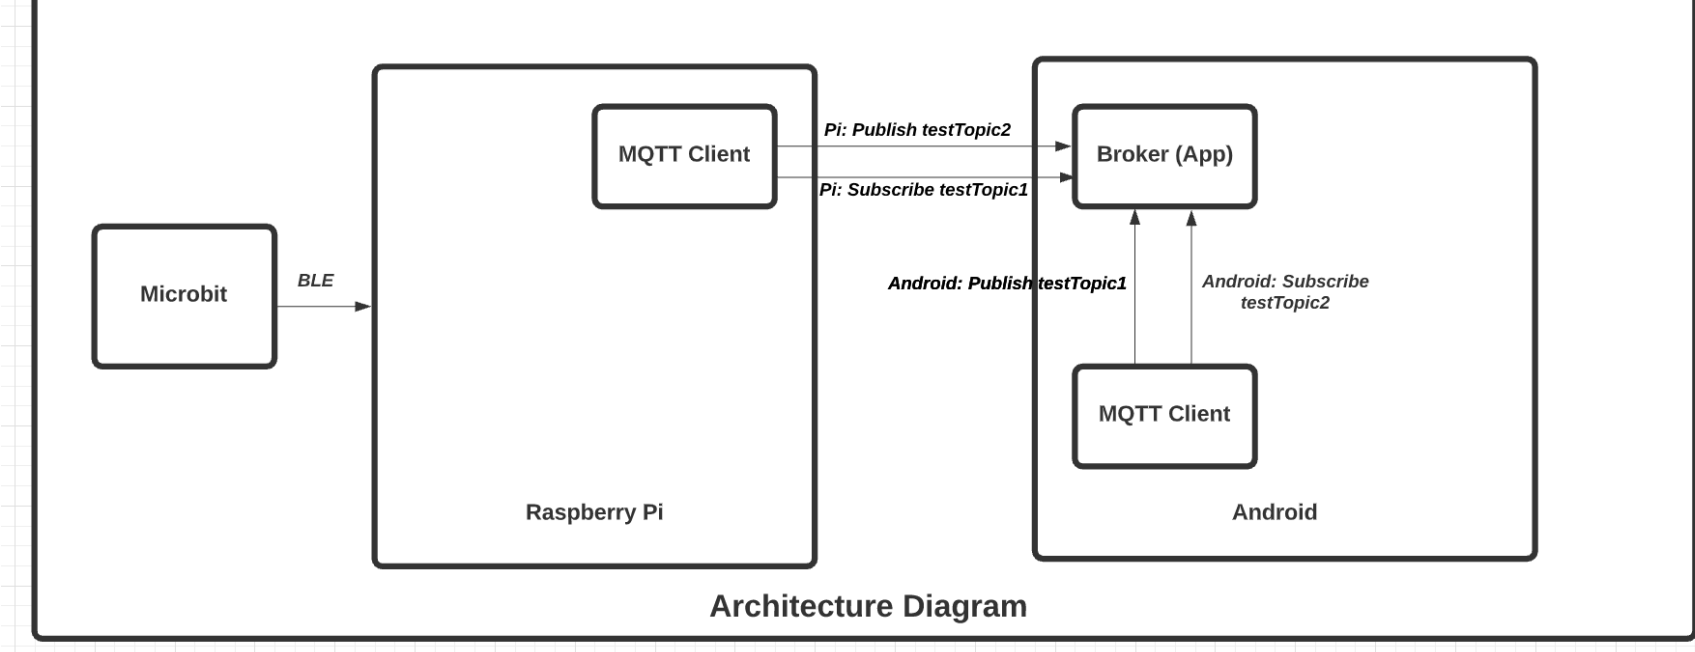 MQTT Client
Pi: Publish testTopic2
Pi: Subscribe testTopic1
Broker (App)
Microbit
BLE
Android: Publish testTopic1
Android: Subscribe
testTopic2
MQTT Client
Raspberry Pi
Android
Architecture Diagram